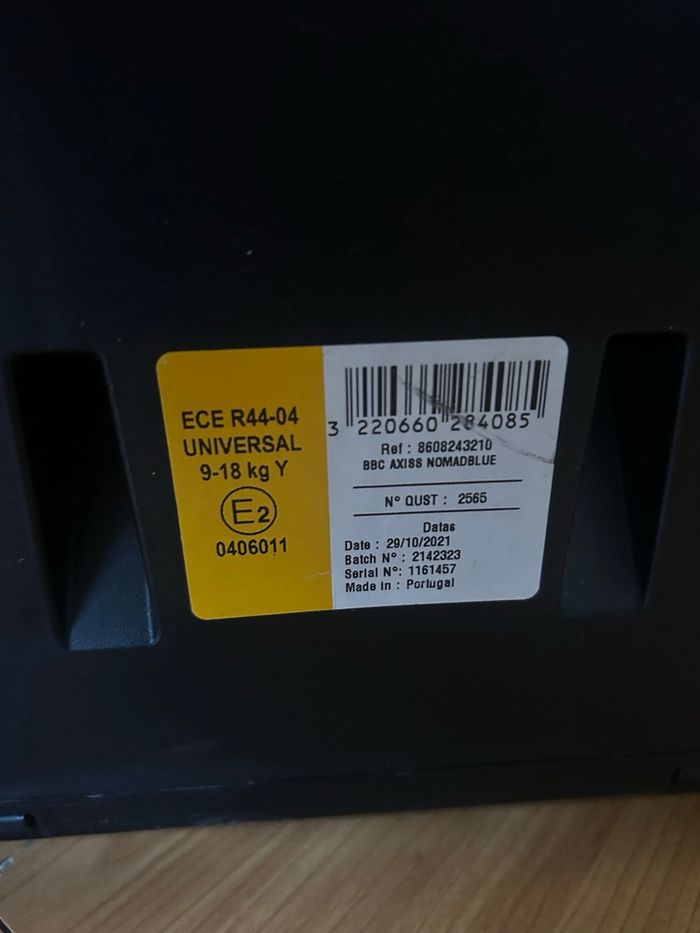 ECE R44-04
UNIVERSAL
9-18 kg Y
E2
0406011
3 220660 284085
Ref : 8608243210
BBC AXISS NOMADBLUE
N° QUST : 2565
Datas
Date : 29/10/2021
Batch N° : 2142323
Serial N°: 1161457
Made in : Portugal